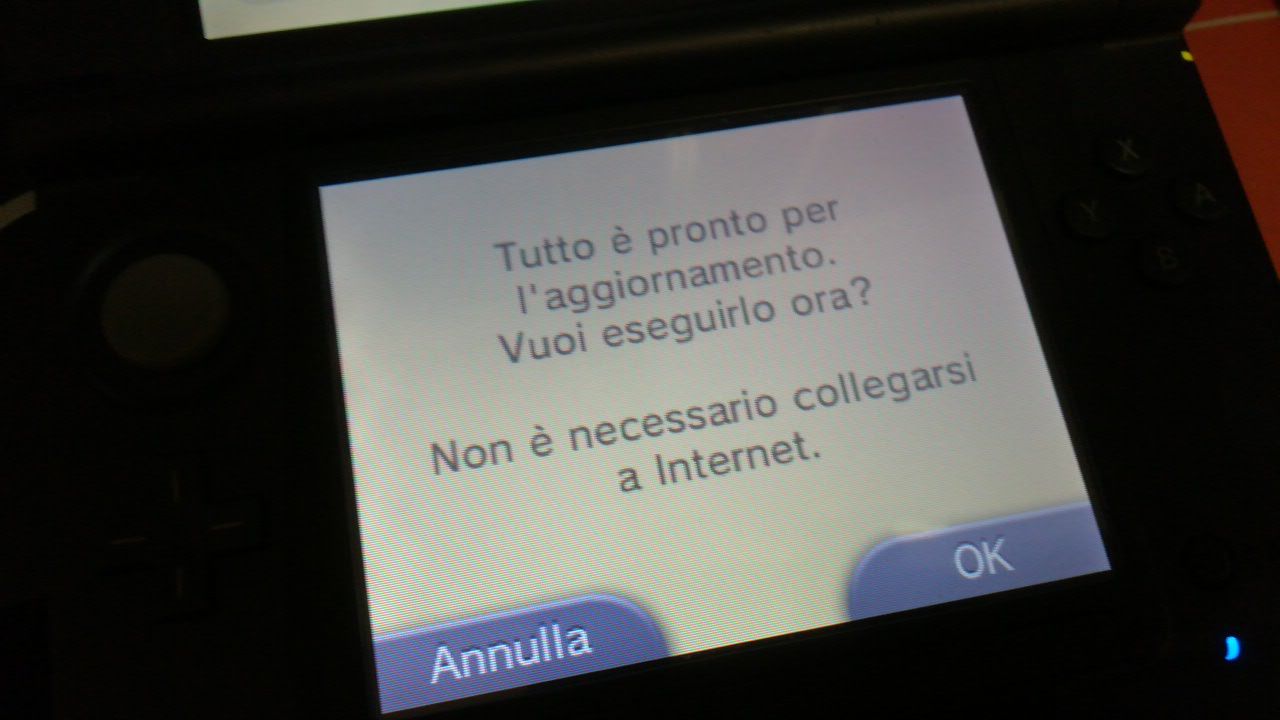 Tutto è pronto per
l'aggiornamento.
Vuoi eseguirlo ora?
Non è necessario collegarsi
a Internet.
Annulla
OK
X
Y
A
B